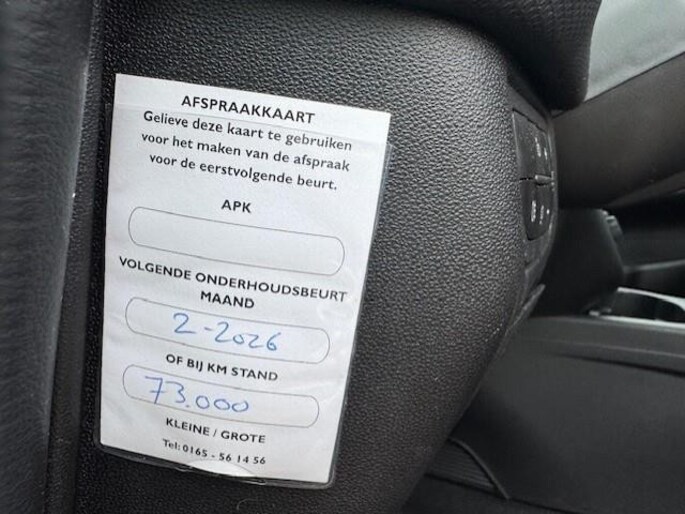 AFSPRAAKKAART
Gelieve deze kaart te gebruiken
voor het maken van de afspraak
voor de eerstvolgende beurt.
APK
VOLGENDE ONDERHOUDSBEURT
MAAND
2-2026
OF BIJ KM STAND
73.000
KLEINE / GROTE
Tel: 0165 - 56 14 56